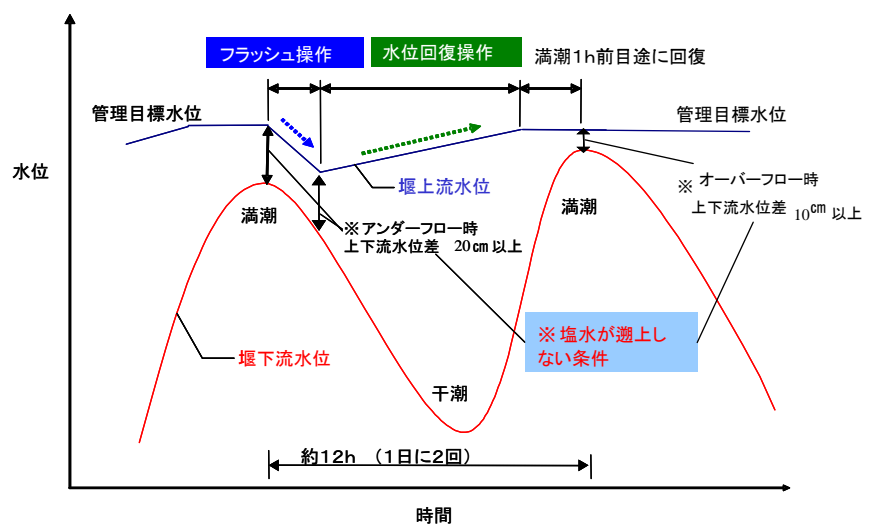 フラッシュ操作
水位回復操作
満潮1h前目途に回復
管理目標水位
管理目標水位
水位
堰上流水位
※ オーバーフロー時
上下流水位差 10cm 以上
満潮
満潮
※アンダーフロー時
上下流水位差 20cm以上
※塩水が遡上し
ない条件
堰下流水位
干潮
約12h (1日に2回)
時間